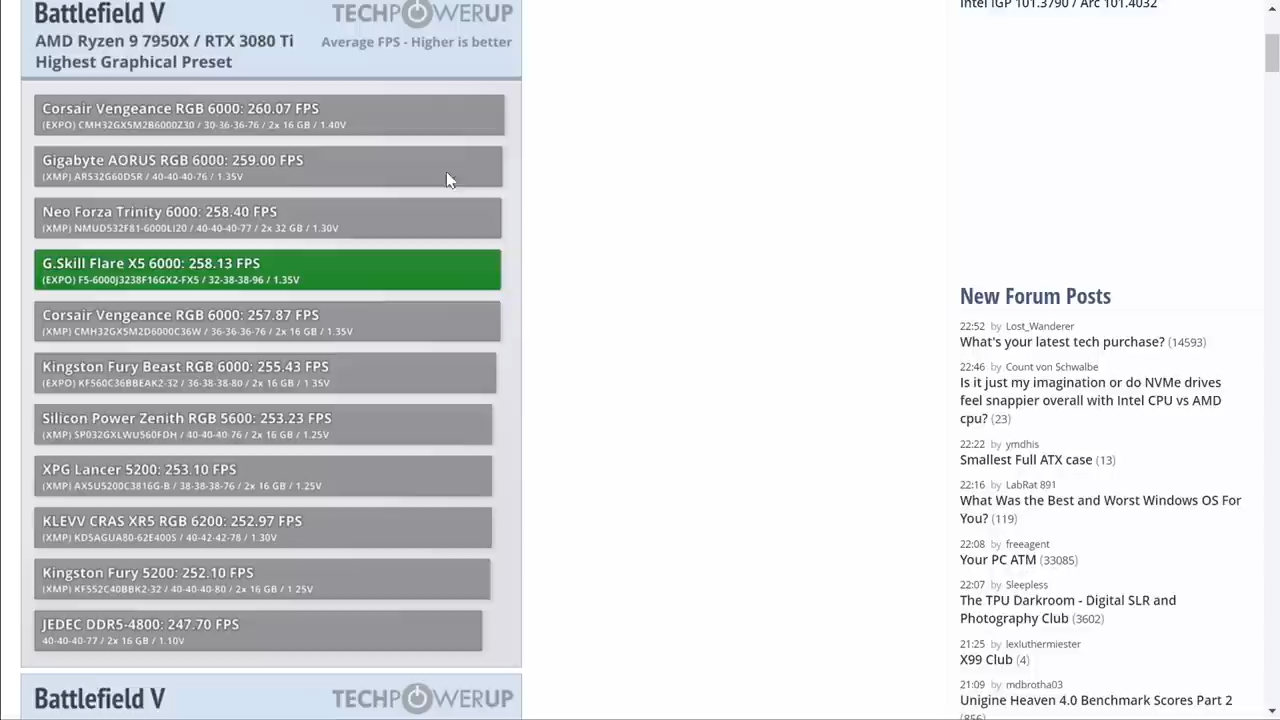 Battlefield V
TECHPOWERUP
AMD Ryzen 9 7950X / RTX 3080 Ti
Average FPS - Higher is better
Highest Graphical Preset
Corsair Vengeance RGB 6000: 260.07 FPS
(EXPO) CMH32GX5M2B6000Z30 / 30-36-36-76 / 2x 16 GB / 1.40V
Gigabyte AORUS RGB 6000: 259.00 FPS
(XMP) ARS32G60D5R / 40-40-40-76 / 1.35V
Neo Forza Trinity 6000: 258.40 FPS
(XMP) NMUD532F81-6000LI20 / 40-40-40-77 / 2x 32 GB / 1.30V
G.Skill Flare X5 6000: 258.13 FPS
(EXPO) F5-6000J3238F16GX2-FX5 / 32-38-38-96 / 1.35V
Corsair Vengeance RGB 6000: 257.87 FPS
(XMP) CMH32GX5M2D6000C36W / 36-36-36-76 / 2x 16 GB / 1.35V
Kingston Fury Beast RGB 6000: 255.43 FPS
(EXPO) KF560C36BBEAK2-32 / 36-38-38-80 / 2x 16 GB / 1.35V
Silicon Power Zenith RGB 5600: 253.23 FPS
(XMP) SP032GXLWU560FDH / 40-40-40-76 / 2x 16 GB / 1.25V
XPG Lancer 5200: 253.10 FPS
(XMP) AX5U5200C3816G-B / 38-38-38-76 / 2x 16 GB / 1.25V
KLEVV CRAS XR5 RGB 6200: 252.97 FPS
(XMP) KD5AGUA80-62E400S / 40-42-42-78 / 1.30V
Kingston Fury 5200: 252.10 FPS
(XMP) KF552C40BBK2-32 / 40-40-40-80 / 2x 16 GB / 1.25V
JEDEC DDR5-4800: 247.70 FPS
40-40-40-77 / 2x 16 GB / 1.10V
Battlefield V
TECHPOWERUP
Intel IGP 101.3790 / Arc 101.4032
New Forum Posts
22:52 by Lost_Wanderer
What's your latest tech purchase? (14593)
22:46 by Count von Schwalbe
Is it just my imagination or do NVMe drives
feel snappier overall with Intel CPU vs AMD
cpu? (23)
22:22 by ymdhis
Smallest Full ATX case (13)
22:16 by LabRat 891
What Was the Best and Worst Windows OS For
You? (119)
22:08 by freeagent
Your PC ATM (33085)
22:07 by Sleepless
The TPU Darkroom - Digital SLR and
Photography Club (3602)
21:25 by lexluthermiester
X99 Club (4)
21:09 by mdbrotha03
Unigine Heaven 4.0 Benchmark Scores Part 2
(856)